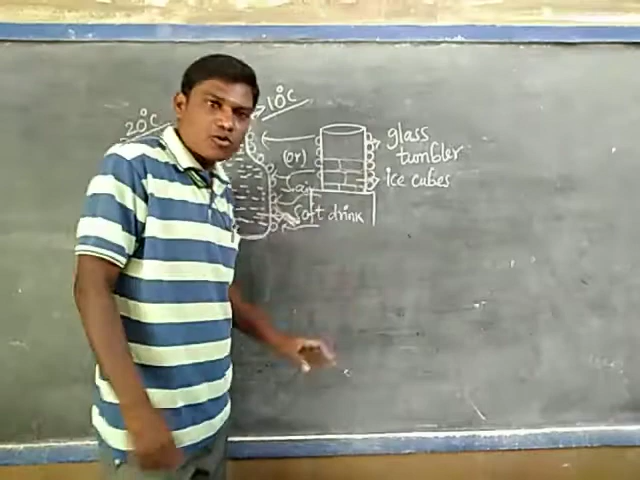 20°C
10°C
(or)
glass
tumbler
ice cubes
Soft drink